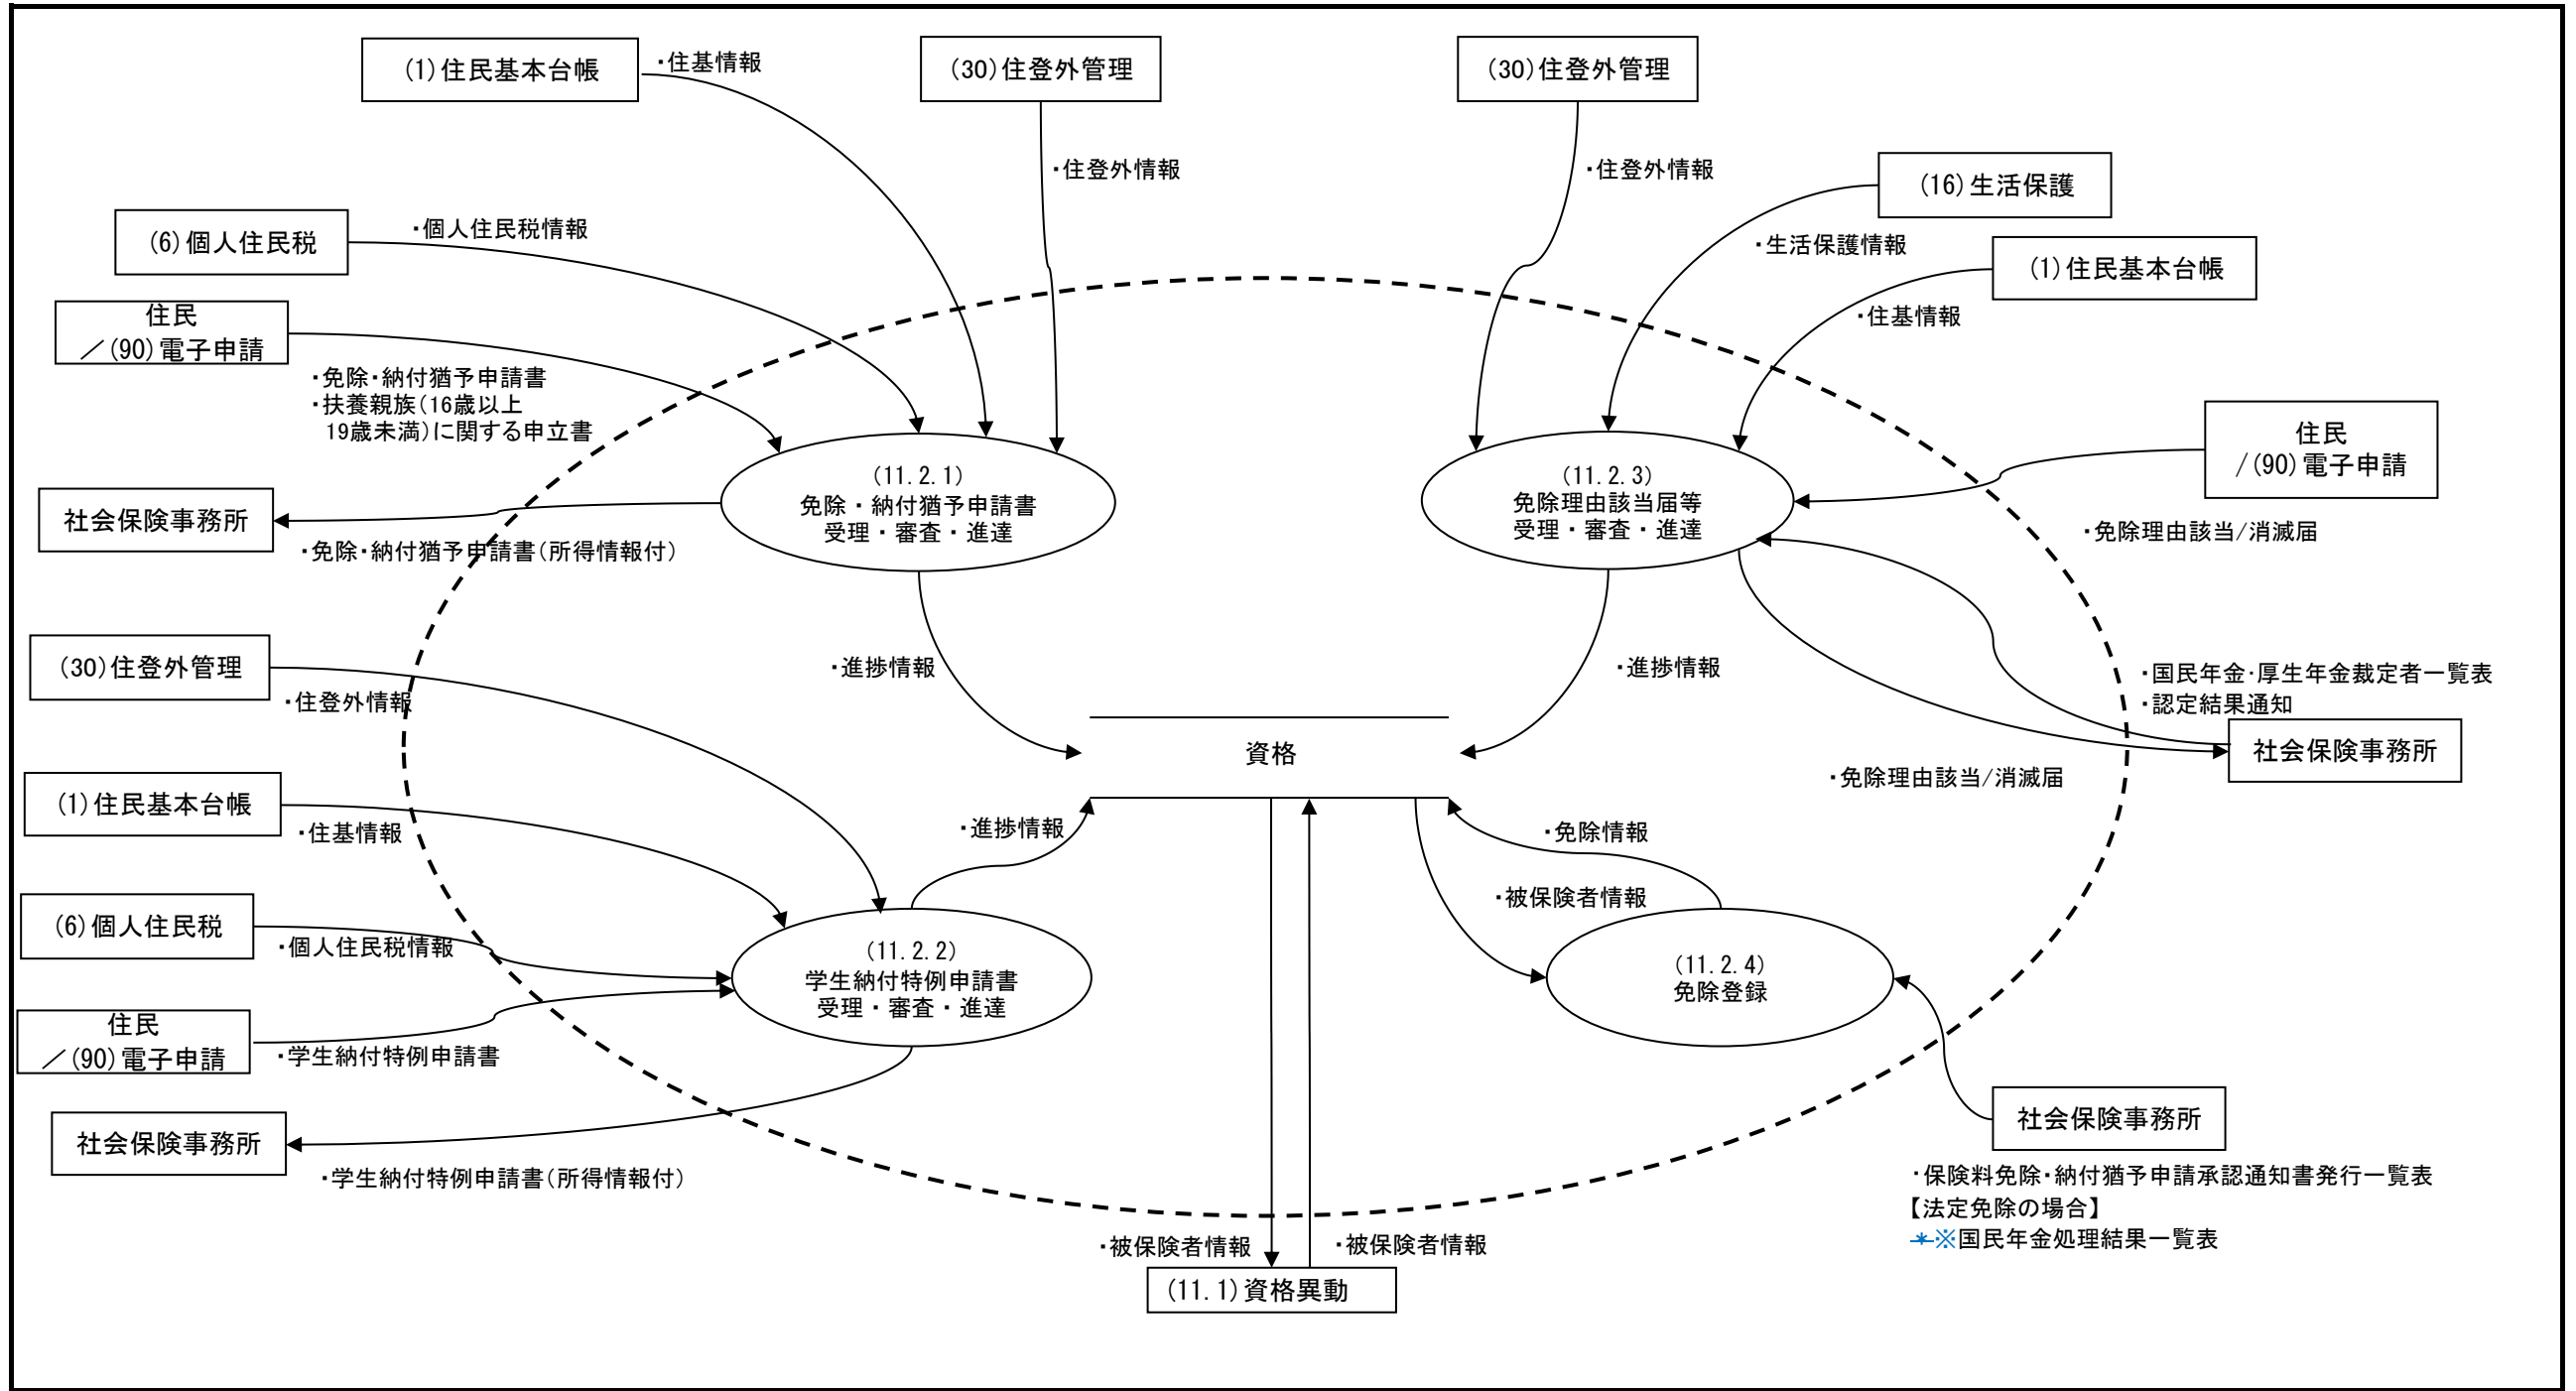 (1)住民基本台帳
・住基情報
(30)住登外管理
・住登外情報
(30)住登外管理
・住登外情報
(16)生活保護
・生活保護情報
(1)住民基本台帳
・住基情報
(6)個人住民税
・個人住民税情報
住民
／(90)電子申請
・免除・納付猶予申請書
・扶養親族(16歳以上
19歳未満)に関する申立書
(11.2.1)
免除・納付猶予申請書
受理・審査・進達
(11.2.3)
免除理由該当届等
受理・審査・進達
住民
/(90)電子申請
・免除理由該当/消滅届
社会保険事務所
・免除・納付猶予申請書(所得情報付)
・進捗情報
・進捗情報
・国民年金・厚生年金裁定者一覧表
・認定結果通知
社会保険事務所
・免除理由該当/消滅届
(30)住登外管理
・住登外情報
資格
(1)住民基本台帳
・住基情報
・進捗情報
・免除情報
・被保険者情報
(6)個人住民税
・個人住民税情報
(11.2.2)
学生納付特例申請書
受理・審査・進達
(11.2.4)
免除登録
住民
／(90)電子申請
・学生納付特例申請書
社会保険事務所
・学生納付特例申請書(所得情報付)
社会保険事務所
・保険料免除・納付猶予申請承認通知書発行一覧表
【法定免除の場合】
*※国民年金処理結果一覧表
・被保険者情報
・被保険者情報
(11.1)資格異動